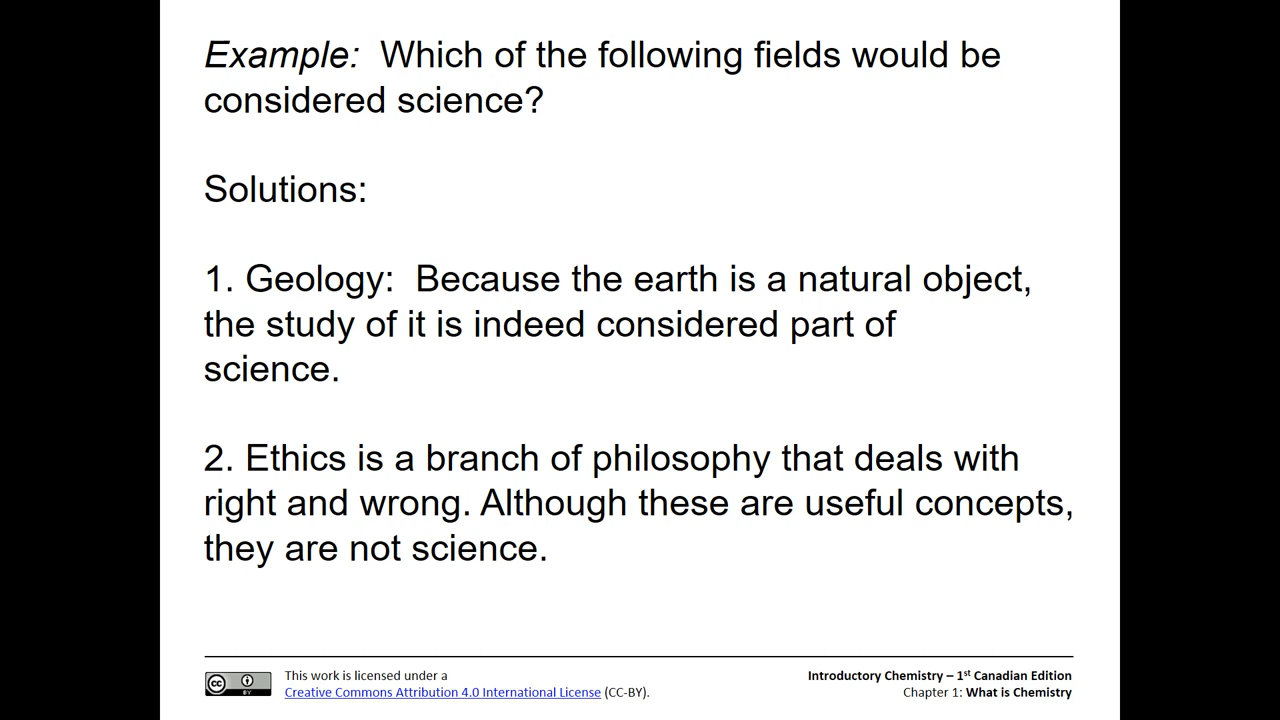 Example: Which of the following fields would be
considered science?
Solutions:
1. Geology: Because the earth is a natural object,
the study of it is indeed considered part of
science.
2. Ethics is a branch of philosophy that deals with
right and wrong. Although these are useful concepts,
they are not science.
cc BY
This work is licensed under a
Creative Commons Attribution 4.0 International License (CC-BY).
Introductory Chemistry – 1st Canadian Edition
Chapter 1: What is Chemistry